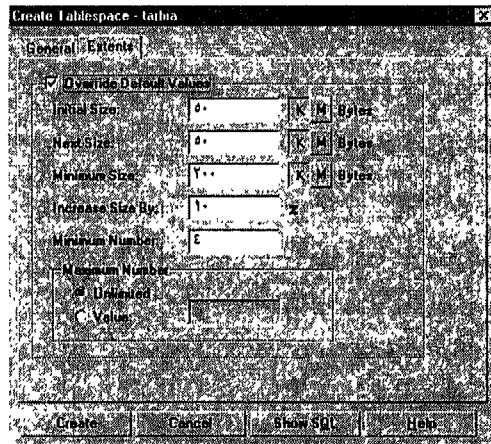 Create Tablespace - tarbia
General Extents
Override Default Values
Initial Size: ٥٠ K M Bytes
Next Size: ٥٠ K M Bytes
Minimum Size: ٢٠٠ K M Bytes
Increase Size By: ١٠ %
Minimum Number: ٤
Maximum Number
Unlimited
Value:
Create Cancel Show SQL Help